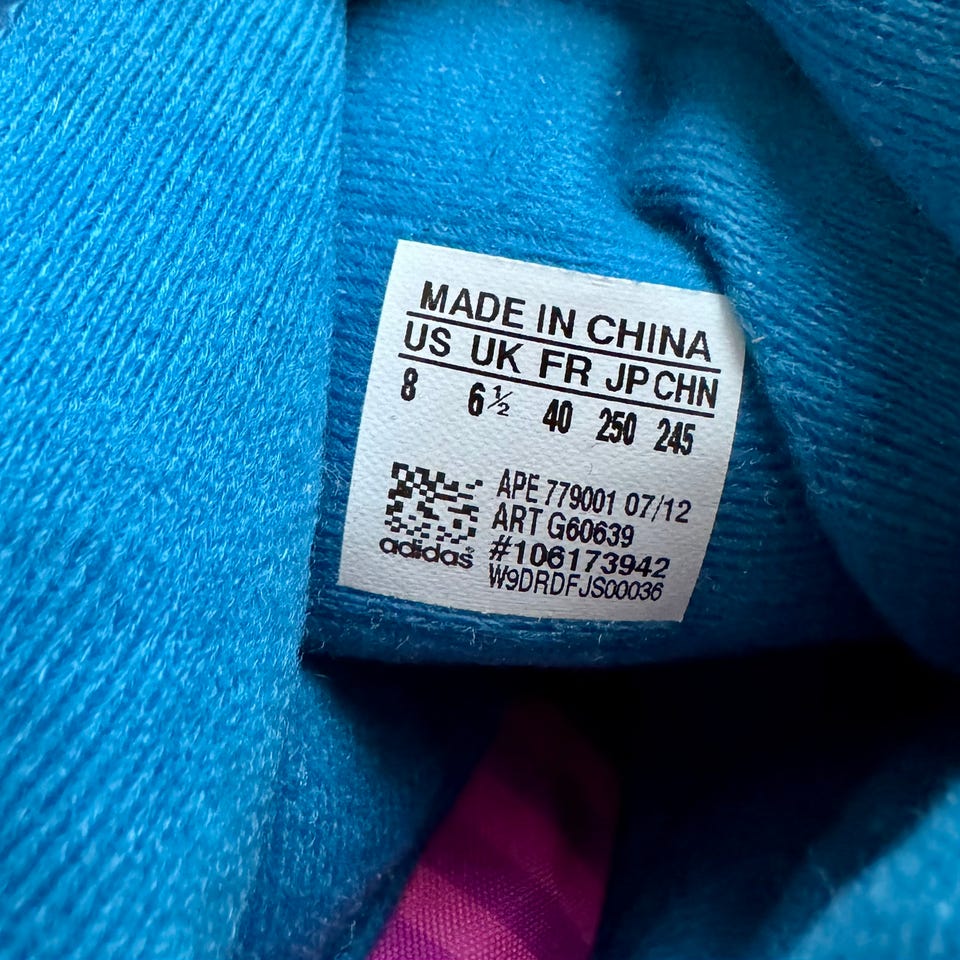 MADE IN CHINA
US UK FR JP CHN
8 6½ 40 250 245
APE 779001 07/12
ART G60639
#106173942
W9DRDFJS00036
adidas